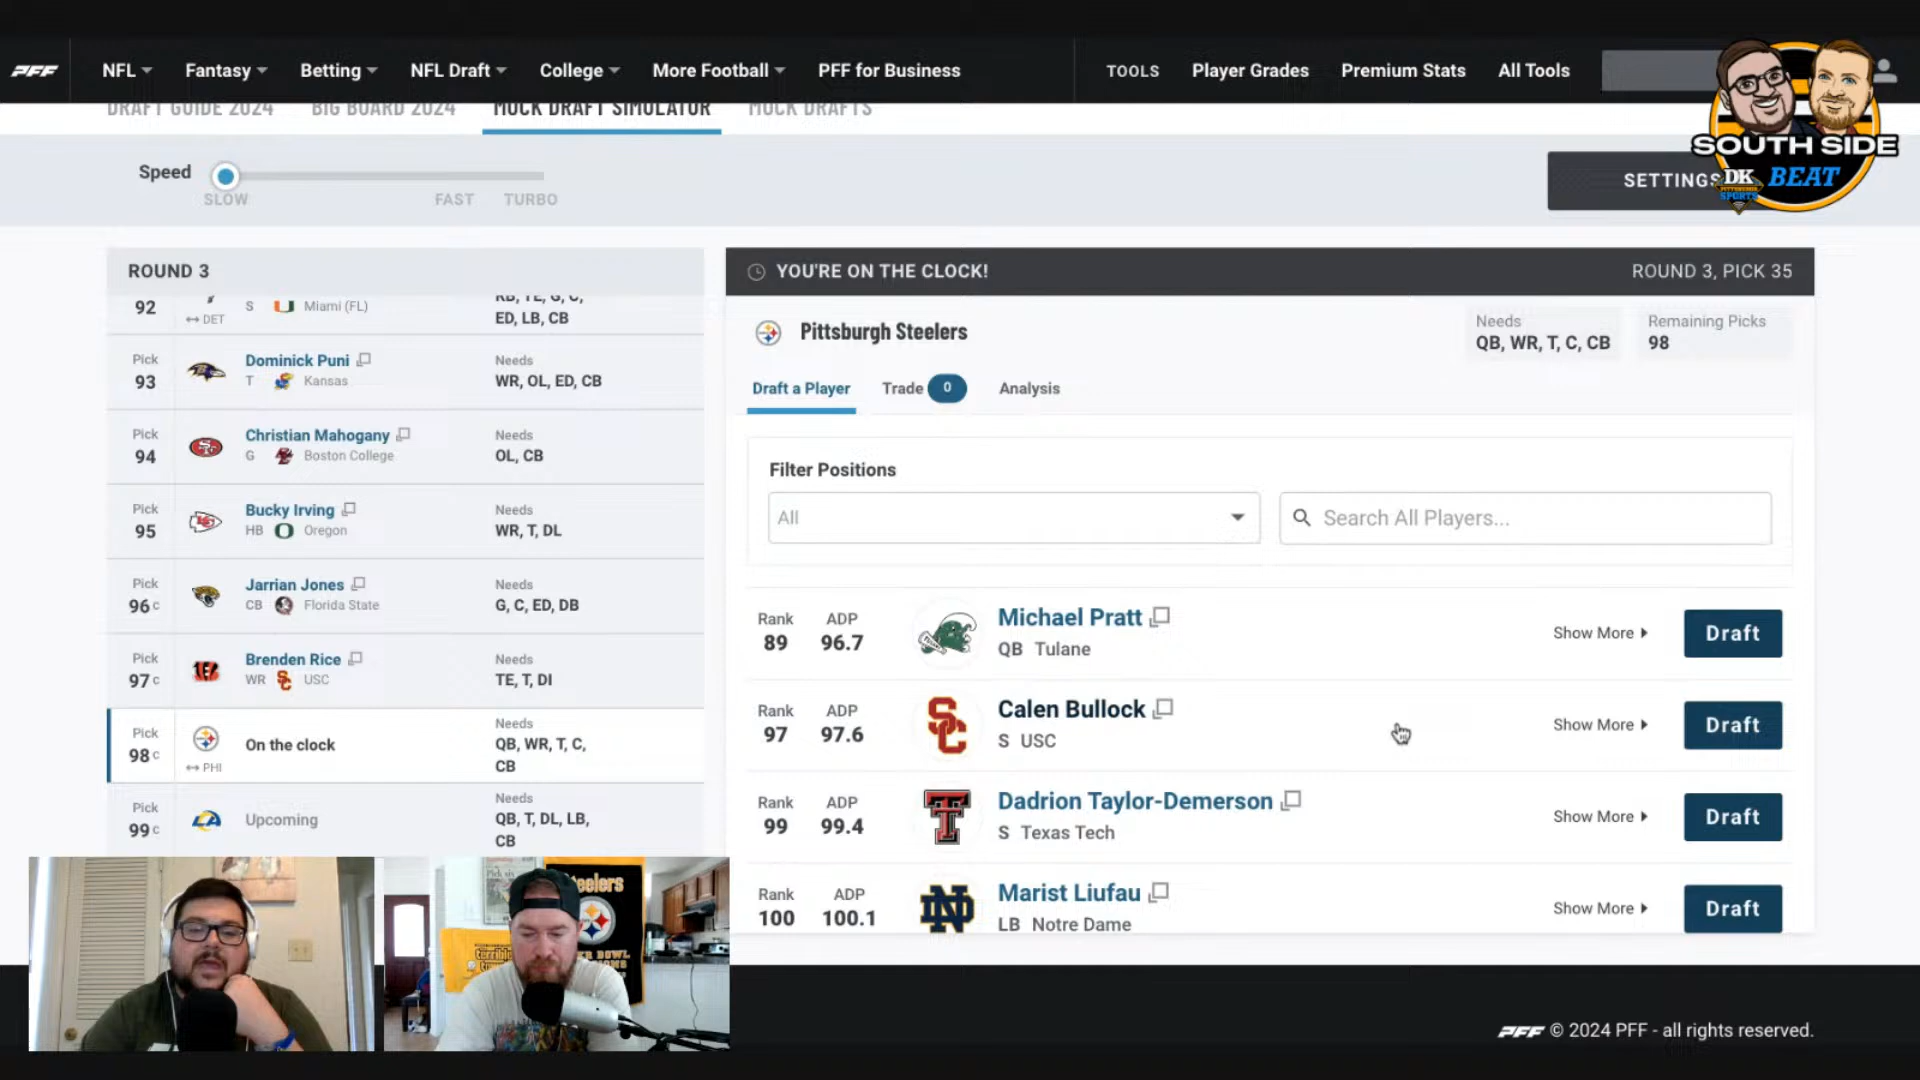 PFF
NFL
Fantasy
Betting
NFL Draft
College
More Football
PFF for Business
TOOLS
Player Grades
Premium Stats
All Tools
DRAFT GUIDE 2024
BIG BOARD 2024
MOCK DRAFT SIMULATOR
MOCK DRAFTS
SOUTH SIDE
DK BEAT
PITTSBURGH
SPORTS
Speed
SLOW
FAST
TURBO
SETTINGS
ROUND 3
92
↔ DET
S Miami (FL)
RB, TE, G, C,
ED, LB, CB
Pick
93
Dominick Puni
T Kansas
Needs
WR, OL, ED, CB
Pick
94
Christian Mahogany
G Boston College
Needs
OL, CB
Pick
95
Bucky Irving
HB Oregon
Needs
WR, T, DL
Pick
96 c
Jarrian Jones
CB Florida State
Needs
G, C, ED, DB
Pick
97 c
Brenden Rice
WR USC
Needs
TE, T, DI
Pick
98 c
↔ PHI
On the clock
Needs
QB, WR, T, C,
CB
Pick
99 c
Upcoming
Needs
QB, T, DL, LB,
CB
YOU'RE ON THE CLOCK!
ROUND 3, PICK 35
Pittsburgh Steelers
Needs
QB, WR, T, C, CB
Remaining Picks
98
Draft a Player
Trade 0
Analysis
Filter Positions
All
Search All Players...
Rank
89
ADP
96.7
Michael Pratt
QB Tulane
Show More
Draft
Rank
97
ADP
97.6
Calen Bullock
S USC
Show More
Draft
Rank
99
ADP
99.4
Dadrion Taylor-Demerson
S Texas Tech
Show More
Draft
Rank
100
ADP
100.1
Marist Liufau
LB Notre Dame
Show More
Draft
PFF © 2024 PFF - all rights reserved.